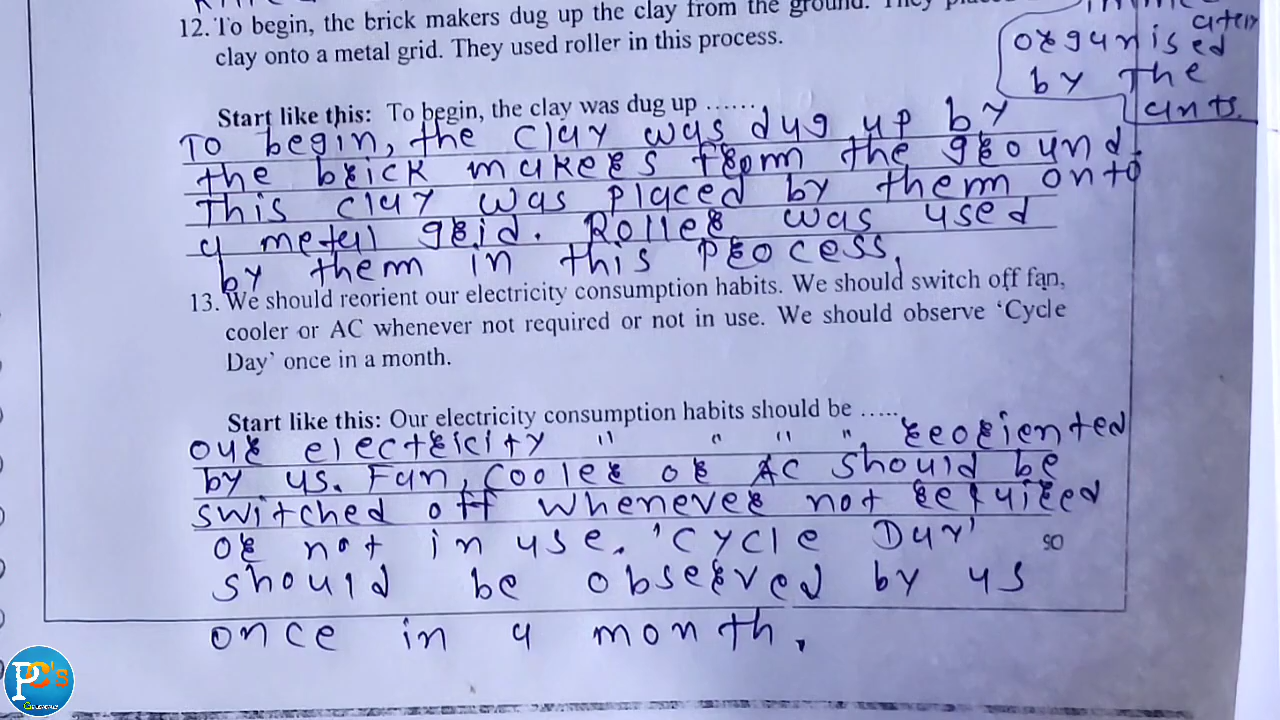 12. To begin, the brick makers dug up the clay from the ground. They
clay onto a metal grid. They used roller in this process.
organised
by the
ants.
Start like this: To begin, the clay was dug up ......
To begin, the clay was dug up by
the brick makers from the ground.
This clay was placed by them onto
a metal grid. Roller was used
by them in this process.
13. We should reorient our electricity consumption habits. We should switch off fan,
cooler or AC whenever not required or not in use. We should observe ‘Cycle
Day’ once in a month.
Start like this: Our electricity consumption habits should be .....
Our electricity " " " " reoriented
by us. Fan, cooler or AC should be
switched off whenever not required
or not in use. 'Cycle Day'
50
should be observed by us
once in a month.
PC's